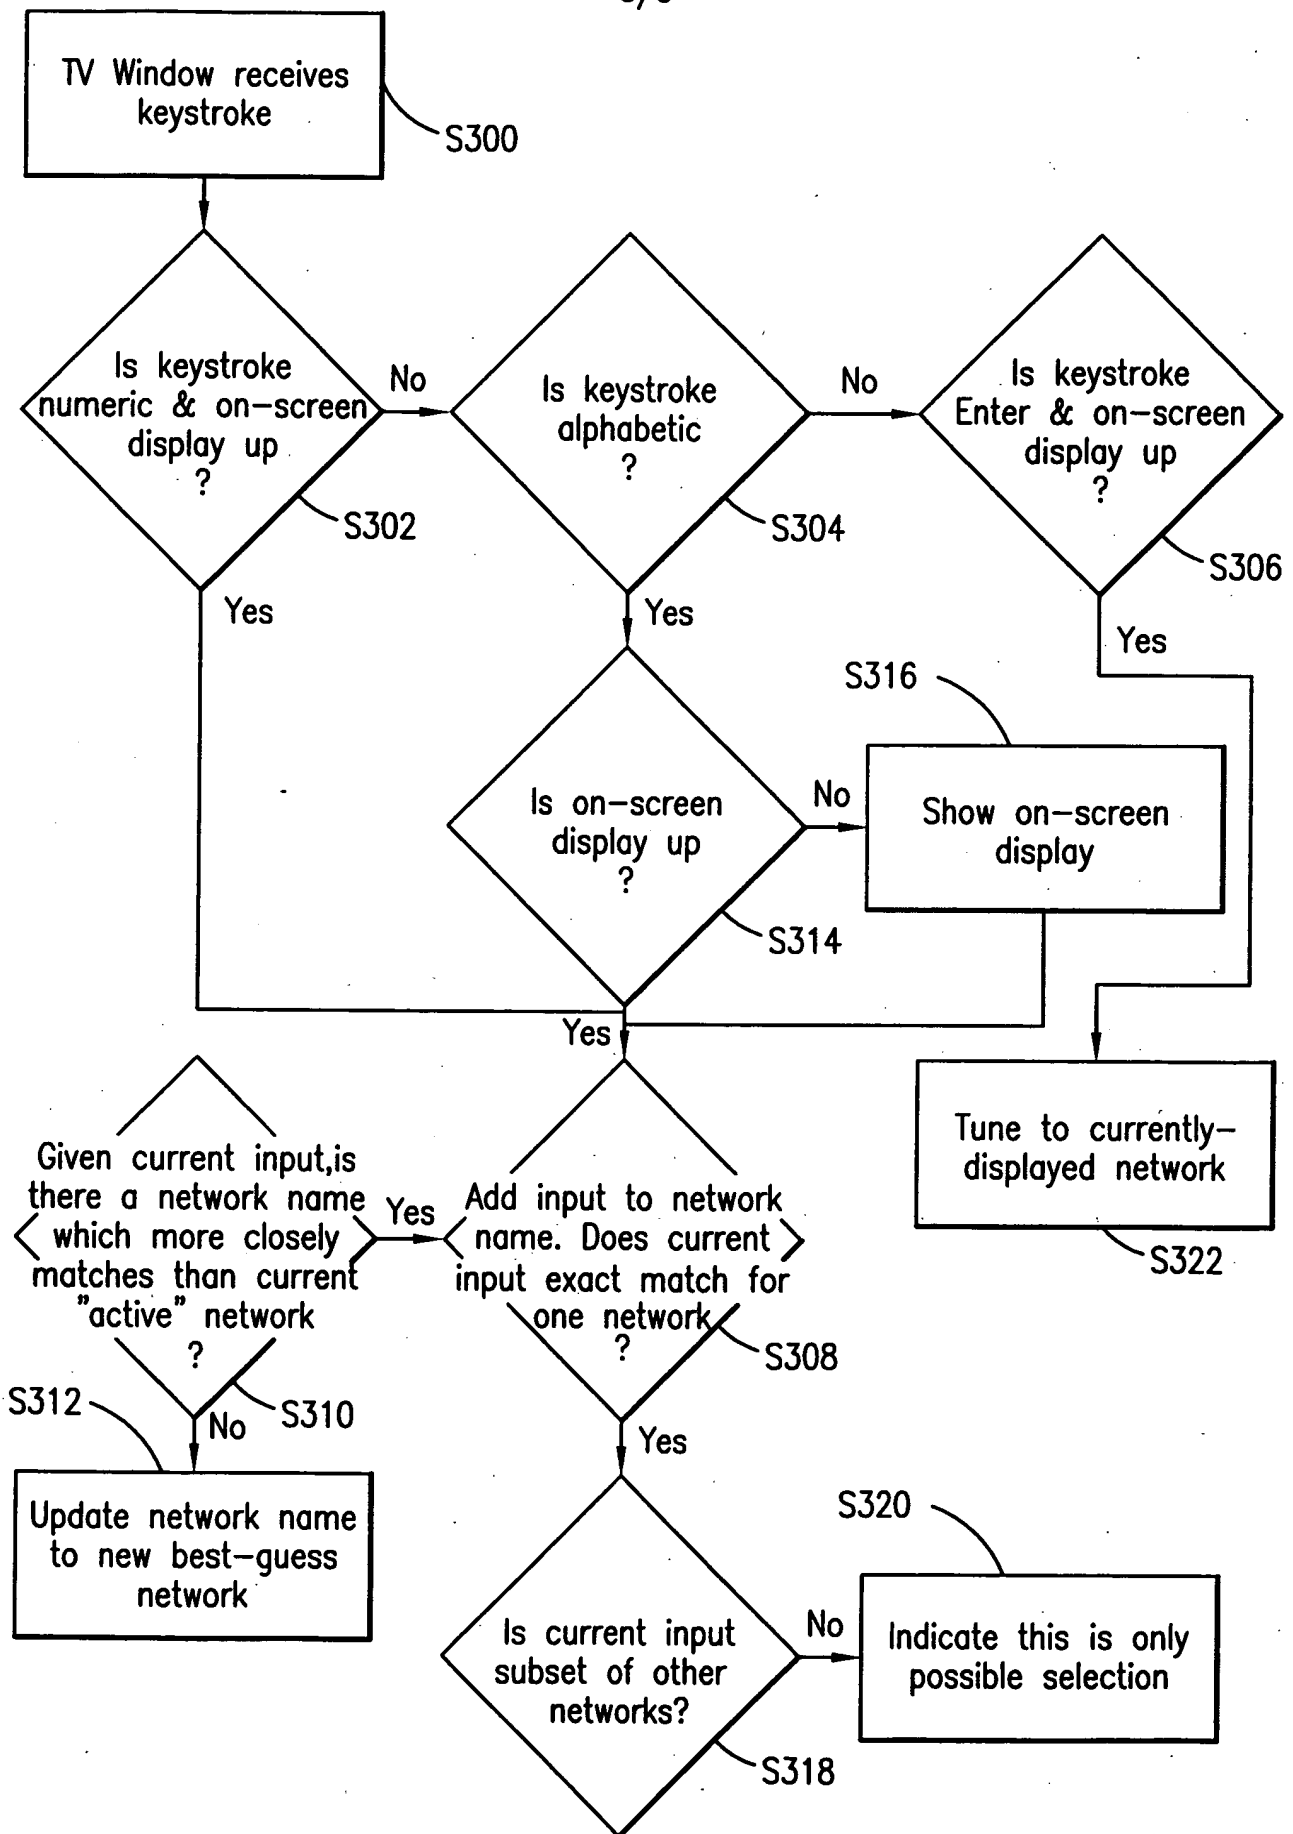 TV Window receives
keystroke
S300
Is keystroke
numeric & on-screen
display up
?
S302
No
Is keystroke
alphabetic
?
S304
No
Is keystroke
Enter & on-screen
display up
?
S306
Yes
Yes
Yes
S316
Is on-screen
display up
?
S314
No
Show on-screen
display
Yes
Given current input,is
there a network name
which more closely
matches than current
"active" network
?
S310
Yes
Add input to network
name. Does current
input exact match for
one network
?
S308
Tune to currently-
displayed network
S322
S312
No
Update network name
to new best-guess
network
Yes
S320
Is current input
subset of other
networks?
S318
No
Indicate this is only
possible selection